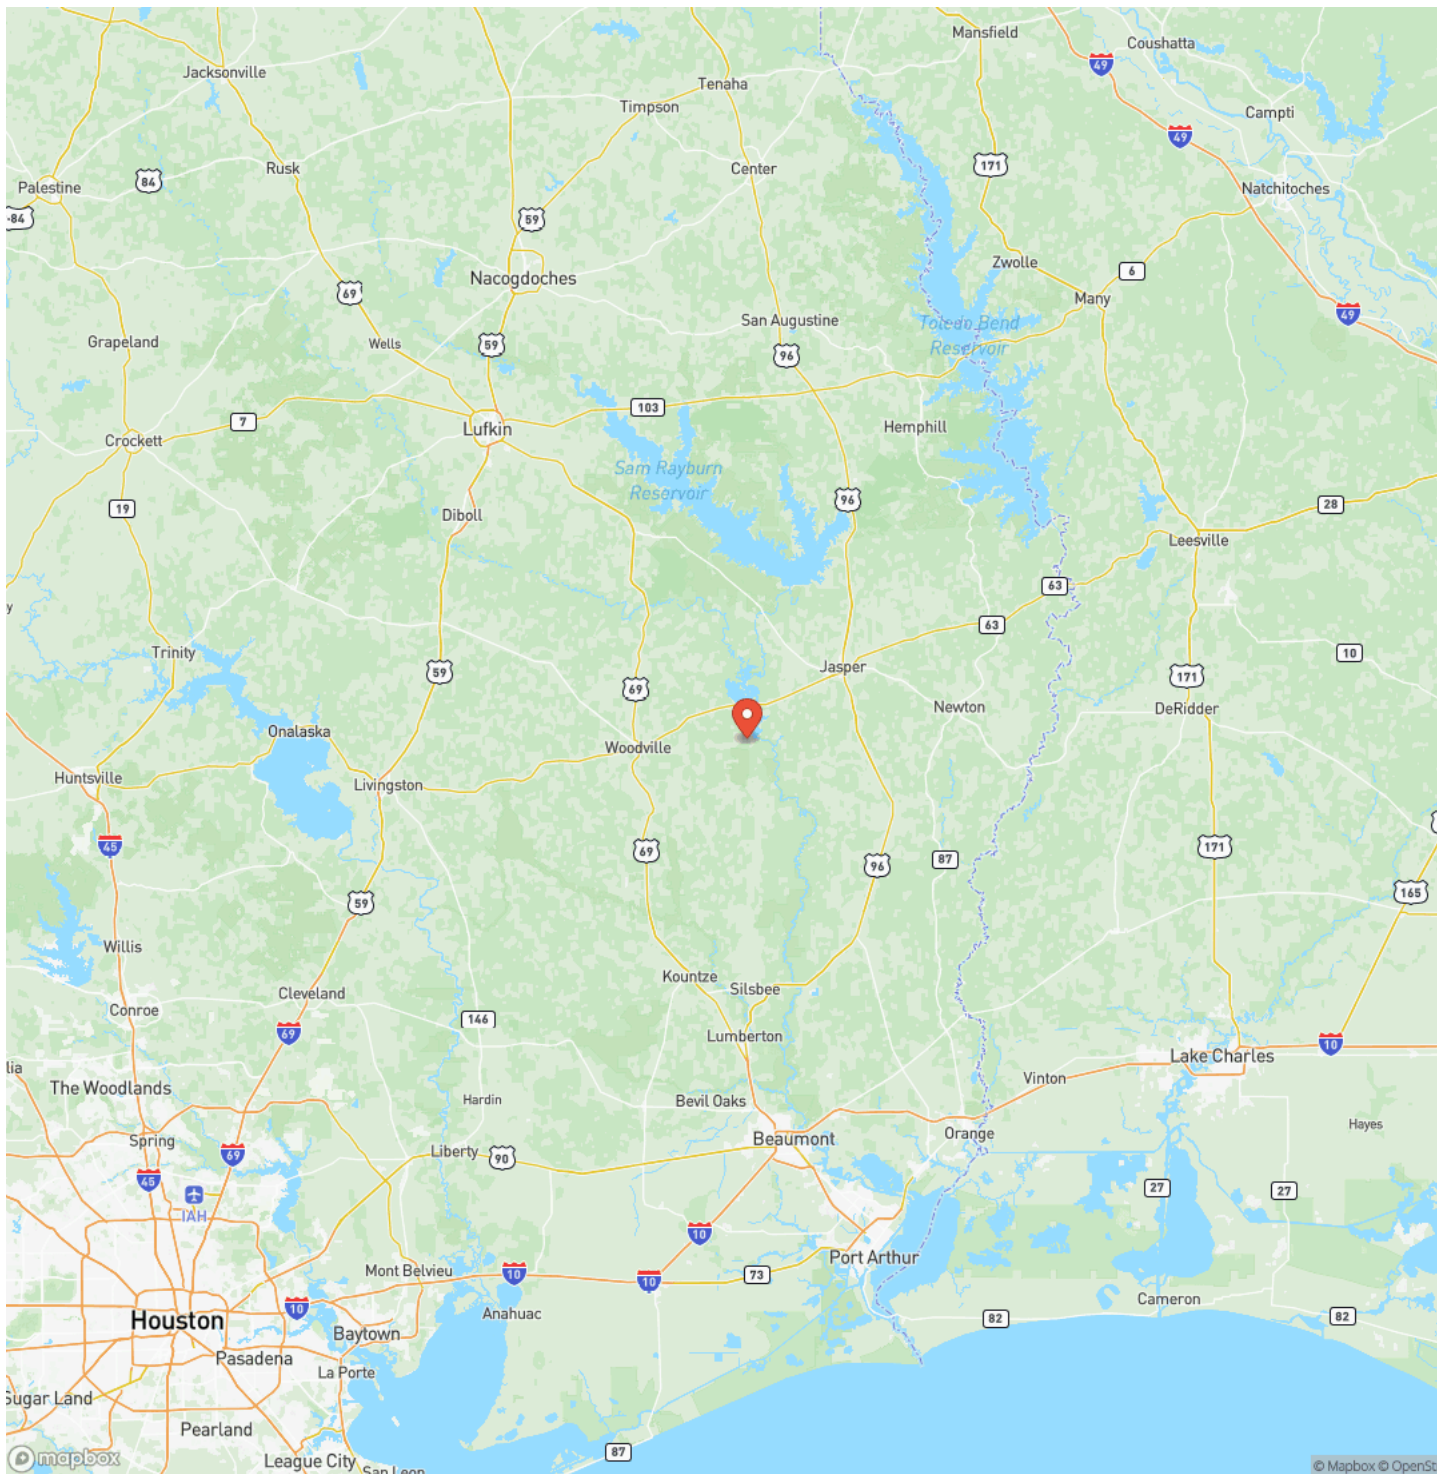 Mansfield
Coushatta
49
Jacksonville
Tenaha
Timpson
Campti
49
Rusk
Center
171
84
Palestine
Natchitoches
-84
59
Zwolle
6
Nacogdoches
69
Many
49
San Augustine
Toledo Bend
Reservoir
Grapeland
Wells
59
96
103
7
Hemphill
Lufkin
Crockett
Sam Rayburn
Reservoir
96
28
19
Diboll
Leesville
63
y
63
Trinity
10
Jasper
59
171
69
Newton
DeRidder
Onalaska
Woodville
Huntsville
Livingston
45
69
171
87
96
165
59
Willis
Kountze
Silsbee
Cleveland
Conroe
146
69
Lumberton
10
Lake Charles
lia
Vinton
The Woodlands
Hardin
Bevil Oaks
Hayes
Orange
Spring
Beaumont
69
Liberty
90
45
27
27
IAH
10
Port Arthur
Mont Belvieu
10
73
10
Cameron
10
Anahuac
82
82
Houston
Baytown
Pasadena
La Porte
Sugar Land
Pearland
87
League City
San Leon
mapbox
© Mapbox © OpenSt